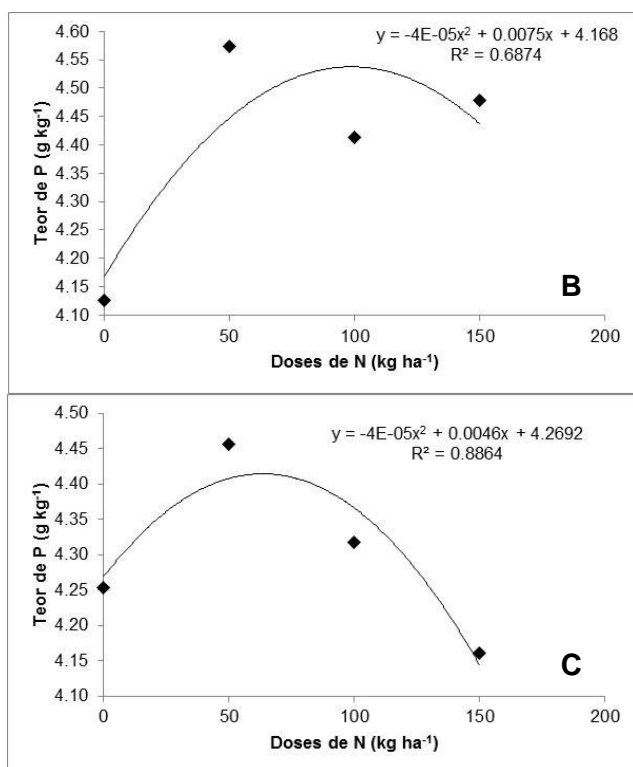 y = -4E-05x² + 0.0075x + 4.168
R² = 0.6874
Teor de P (g kg⁻¹)
4.60
4.55
4.50
4.45
4.40
4.35
4.30
4.25
4.20
4.15
4.10
B
0 50 100 150 200
Doses de N (kg ha⁻¹)
y = -4E-05x² + 0.0046x + 4.2692
R² = 0.8864
Teor de P (g kg⁻¹)
4.50
4.45
4.40
4.35
4.30
4.25
4.20
4.15
4.10
C
0 50 100 150 200
Doses de N (kg ha⁻¹)